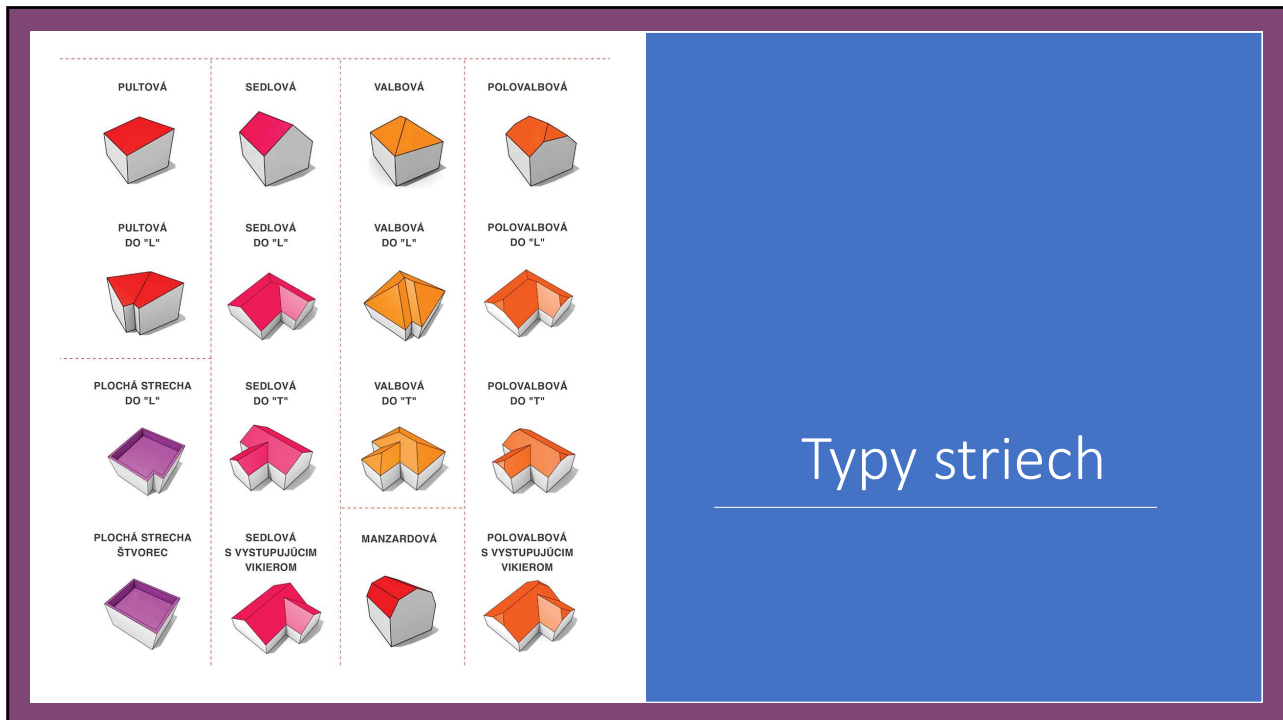 PULTOVÁ
SEDLOVÁ
VALBOVÁ
POLOVALBOVÁ
PULTOVÁ
DO "L"
SEDLOVÁ
DO "L"
VALBOVÁ
DO "L"
POLOVALBOVÁ
DO "L"
PLOCHÁ STRECHA
DO "L"
SEDLOVÁ
DO "T"
VALBOVÁ
DO "T"
POLOVALBOVÁ
DO "T"
PLOCHÁ STRECHA
ŠTVOREC
SEDLOVÁ
S VYSTUPUJÚCIM
VIKIEROM
MANZARDOVÁ
POLOVALBOVÁ
S VYSTUPUJÚCIM
VIKIEROM
Typy striech